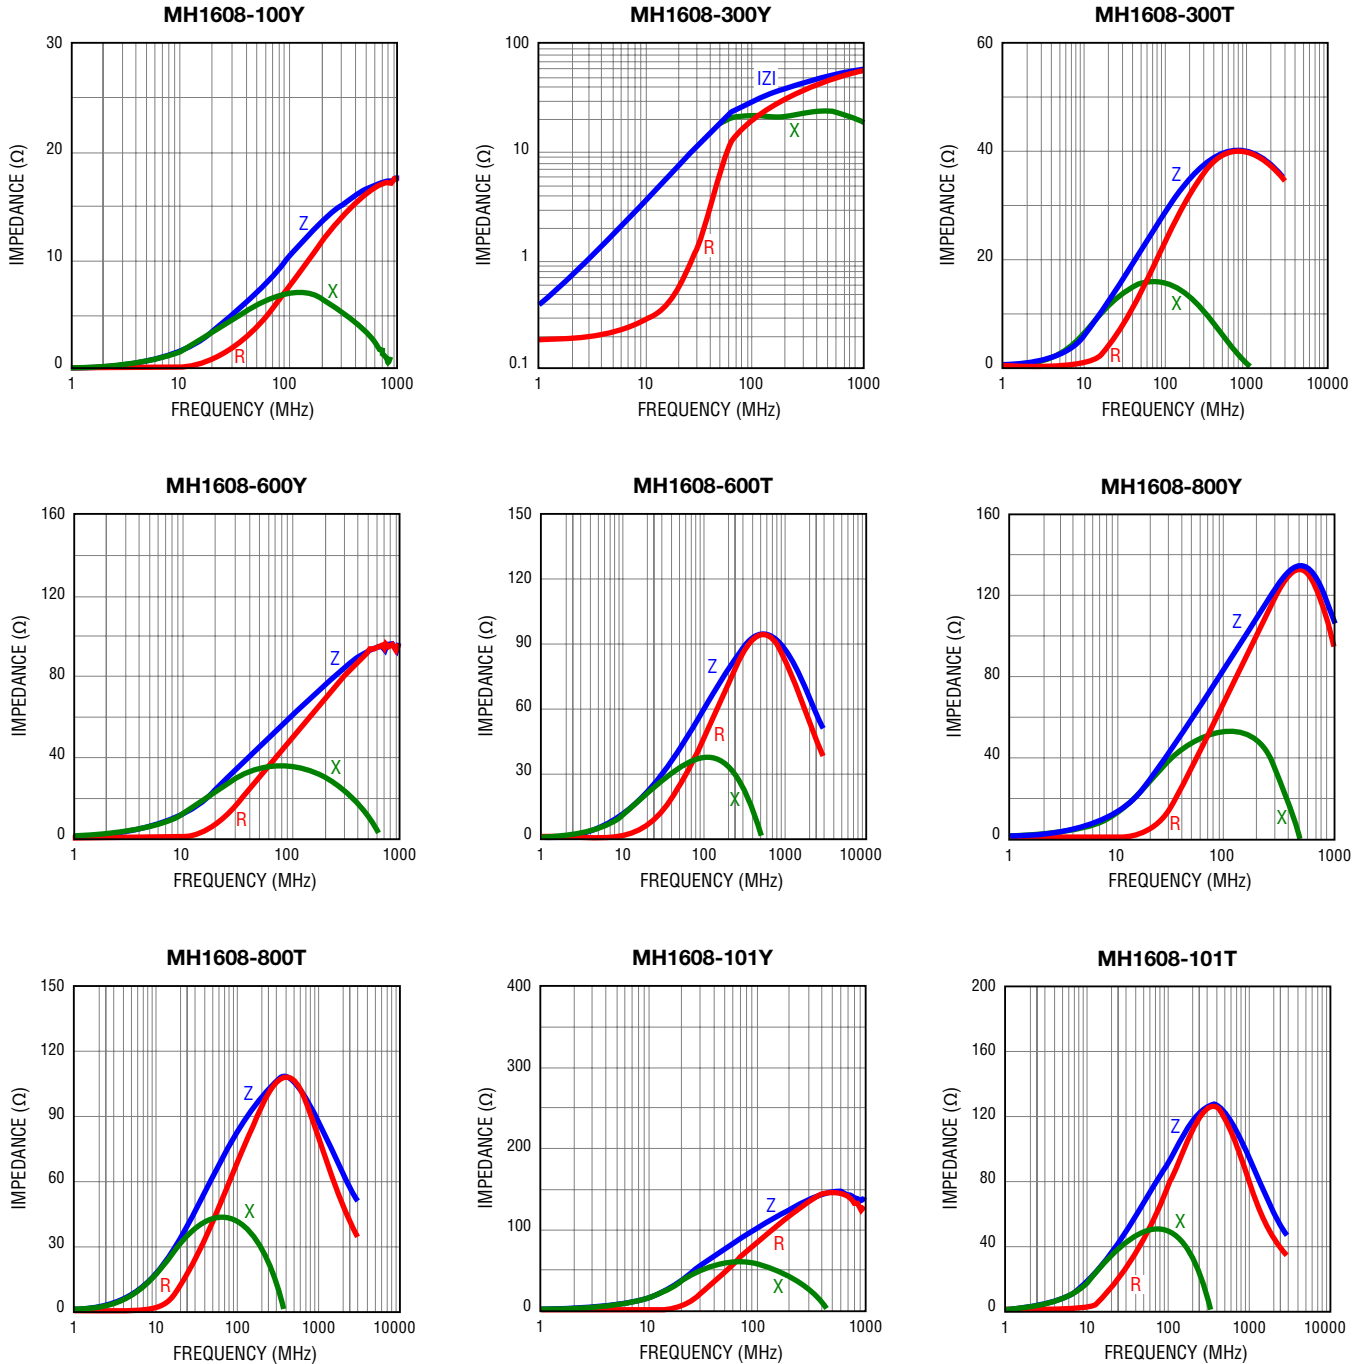 MH1608-100Y
30
20
10
0
IMPEDANCE (Ω)
Z
X
R
1
10
100
1000
FREQUENCY (MHz)
MH1608-300Y
100
10
1
0.1
IMPEDANCE (Ω)
IZI
X
R
1
10
100
1000
FREQUENCY (MHz)
MH1608-300T
60
40
20
0
IMPEDANCE (Ω)
Z
X
R
1
10
100
1000
10000
FREQUENCY (MHz)
MH1608-600Y
160
120
80
40
0
IMPEDANCE (Ω)
Z
X
R
1
10
100
1000
FREQUENCY (MHz)
MH1608-600T
150
120
90
60
30
0
IMPEDANCE (Ω)
Z
R
X
1
10
100
1000
10000
FREQUENCY (MHz)
MH1608-800Y
160
120
80
40
0
IMPEDANCE (Ω)
Z
R
X
1
10
100
1000
FREQUENCY (MHz)
MH1608-800T
150
120
90
60
30
0
IMPEDANCE (Ω)
Z
X
R
1
10
100
1000
10000
FREQUENCY (MHz)
MH1608-101Y
400
300
200
100
0
IMPEDANCE (Ω)
Z
R
X
1
10
100
1000
FREQUENCY (MHz)
MH1608-101T
200
160
120
80
40
0
IMPEDANCE (Ω)
Z
X
R
1
10
100
1000
10000
FREQUENCY (MHz)